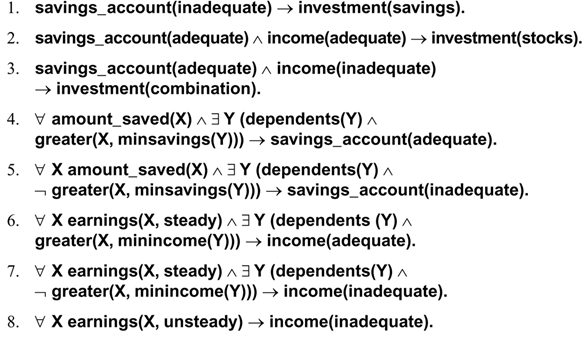 1. savings_account(inadequate) → investment(savings).
2. savings_account(adequate) ∧ income(adequate) → investment(stocks).
3. savings_account(adequate) ∧ income(inadequate)
→ investment(combination).
4. ∀ amount_saved(X) ∧ ∃ Y (dependents(Y) ∧
greater(X, minsavings(Y))) → savings_account(adequate).
5. ∀ X amount_saved(X) ∧ ∃ Y (dependents(Y) ∧
¬ greater(X, minsavings(Y))) → savings_account(inadequate).
6. ∀ X earnings(X, steady) ∧ ∃ Y (dependents (Y) ∧
greater(X, minincome(Y))) → income(adequate).
7. ∀ X earnings(X, steady) ∧ ∃ Y (dependents(Y) ∧
¬ greater(X, minincome(Y))) → income(inadequate).
8. ∀ X earnings(X, unsteady) → income(inadequate).